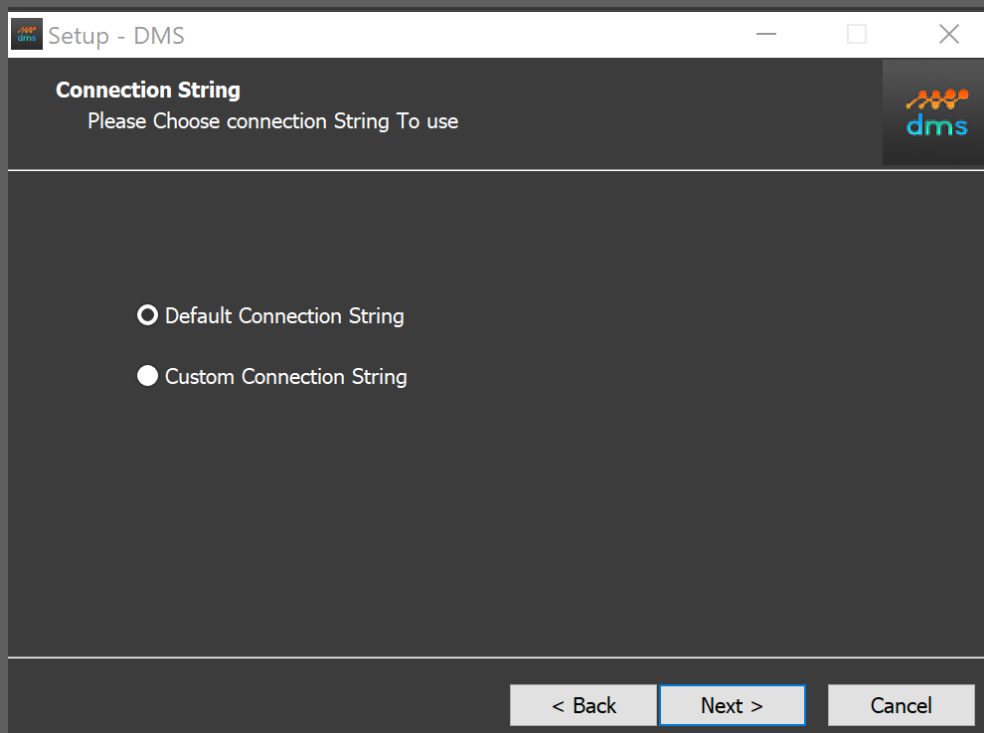 dms
Setup - DMS
Connection String
Please Choose connection String To use
dms
Default Connection String
Custom Connection String
< Back
Next >
Cancel